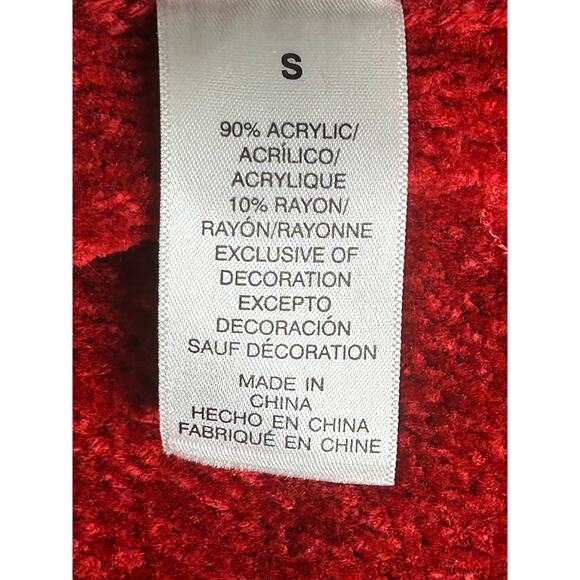 S
90% ACRYLIC/
ACRÍLICO/
ACRYLIQUE
10% RAYON/
RAYÓN/RAYONNE
EXCLUSIVE OF
DECORATION
EXCEPTO
DECORACIÓN
SAUF DÉCORATION
MADE IN
CHINA
HECHO EN CHINA
FABRIQUÉ EN CHINE